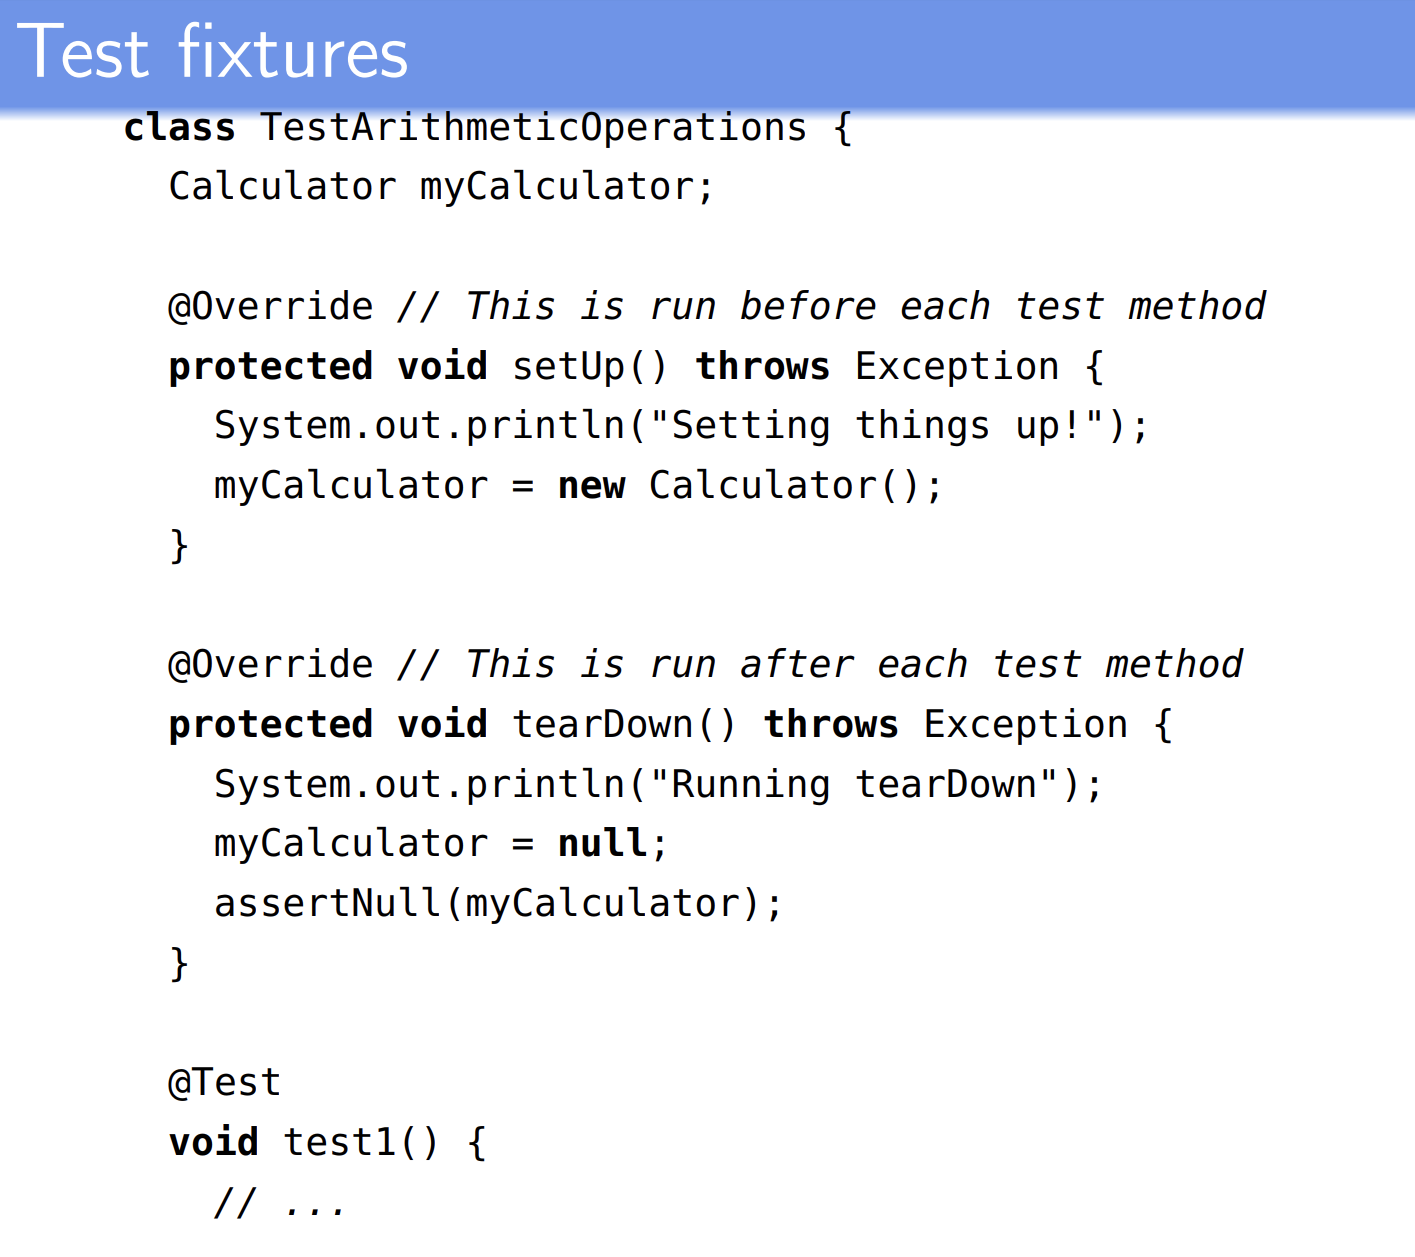 Test fixtures
class TestArithmeticOperations {
Calculator myCalculator;
@Override // This is run before each test method
protected void setUp() throws Exception {
System.out.println("Setting things up!");
myCalculator = new Calculator();
}
@Override // This is run after each test method
protected void tearDown() throws Exception {
System.out.println("Running tearDown");
myCalculator = null;
assertNull(myCalculator);
}
@Test
void test1() {
// ...